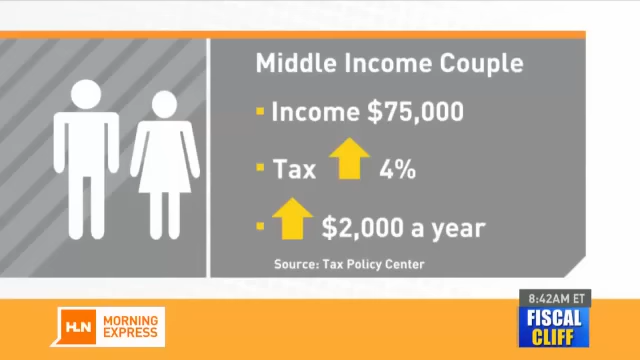 Middle Income Couple
Income $75,000
Tax 4%
$2,000 a year
Source: Tax Policy Center
HLN MORNING
EXPRESS
8:42AM ET
FISCAL
CLIFF